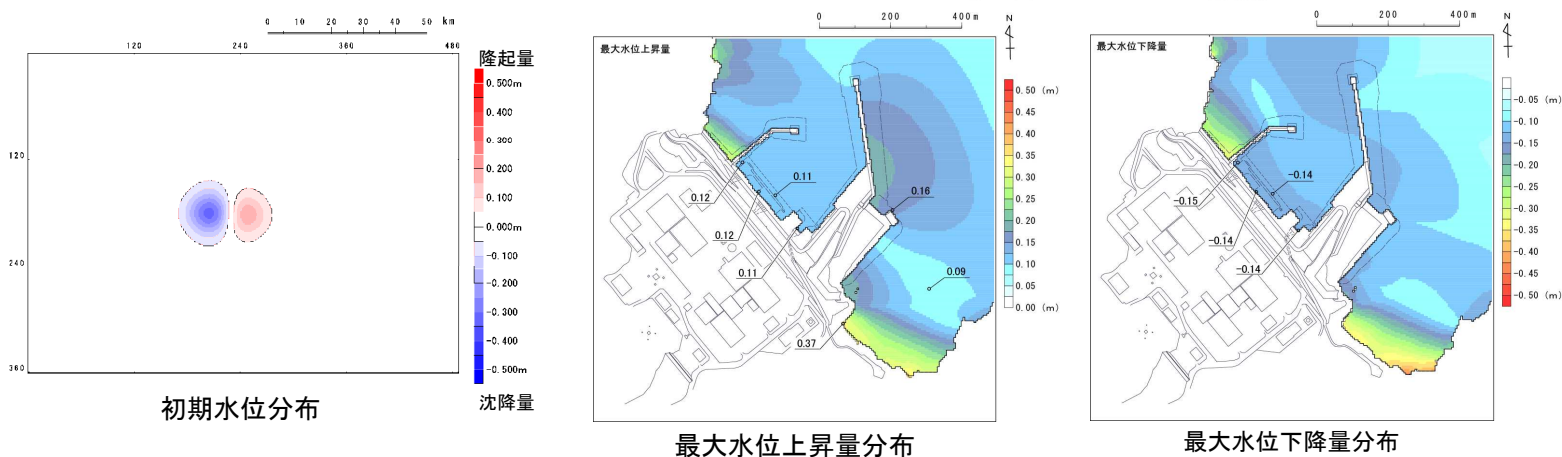 0 10 20 30 40 50 km
120 240 360 480
120
240
360
隆起量
0.500m
0.400
0.300
0.200
0.100
0.000m
-0.100
-0.200
-0.300
-0.400
-0.500m
沈降量
初期水位分布
0 200 400m
N
最大水位上昇量
0.50 (m)
0.45
0.40
0.35
0.30
0.25
0.20
0.15
0.10
0.05
0.00 (m)
0.11
0.12
0.16
0.12
0.11
0.09
0.37
最大水位上昇量分布
0 200 400m
N
最大水位下降量
-0.05 (m)
-0.10
-0.15
-0.20
-0.25
-0.30
-0.35
-0.40
-0.45
-0.50 (m)
-0.14
-0.15
-0.14
-0.14
最大水位下降量分布